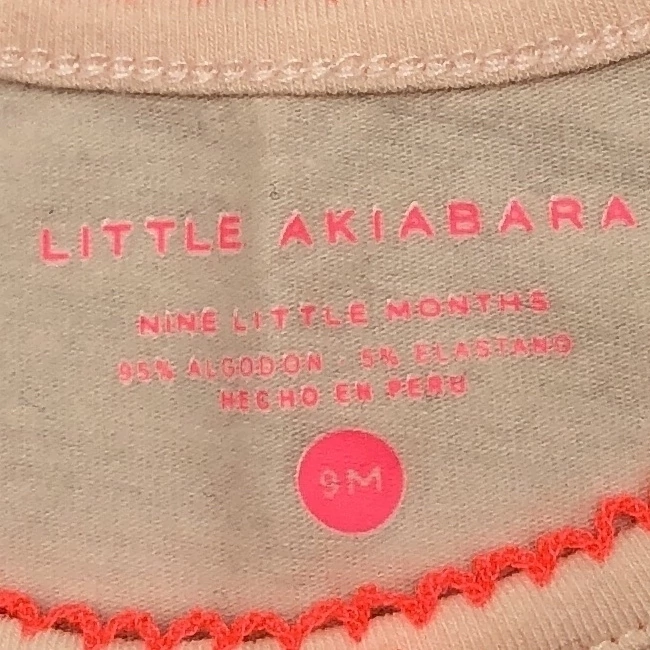 LITTLE AKIABARA
NINE LITTLE MONTHS
95% ALGODON - 5% ELASTANO
HECHO EN PERU
9M